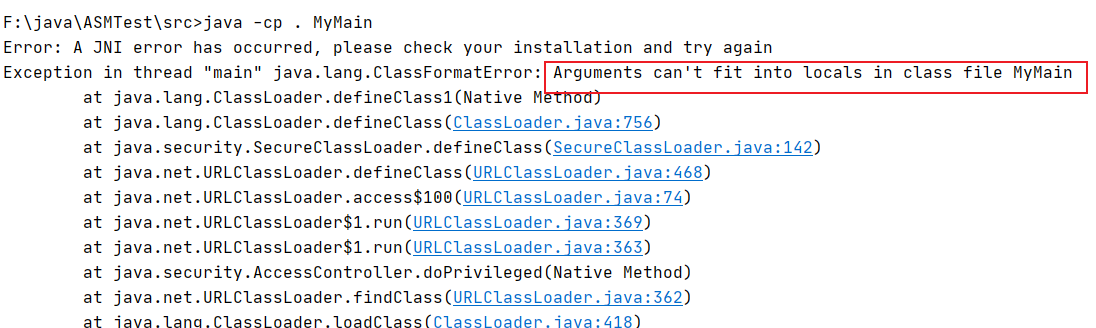 F:\java\ASMTest\src>java -cp . MyMain
Error: A JNI error has occurred, please check your installation and try again
Exception in thread "main" java.lang.ClassFormatError: Arguments can't fit into locals in class file MyMain
        at java.lang.ClassLoader.defineClass1(Native Method)
        at java.lang.ClassLoader.defineClass(ClassLoader.java:756)
        at java.security.SecureClassLoader.defineClass(SecureClassLoader.java:142)
        at java.net.URLClassLoader.defineClass(URLClassLoader.java:468)
        at java.net.URLClassLoader.access$100(URLClassLoader.java:74)
        at java.net.URLClassLoader$1.run(URLClassLoader.java:369)
        at java.net.URLClassLoader$1.run(URLClassLoader.java:363)
        at java.security.AccessController.doPrivileged(Native Method)
        at java.net.URLClassLoader.findClass(URLClassLoader.java:362)
        at java.lang.ClassLoader.loadClass(ClassLoader.java:418)